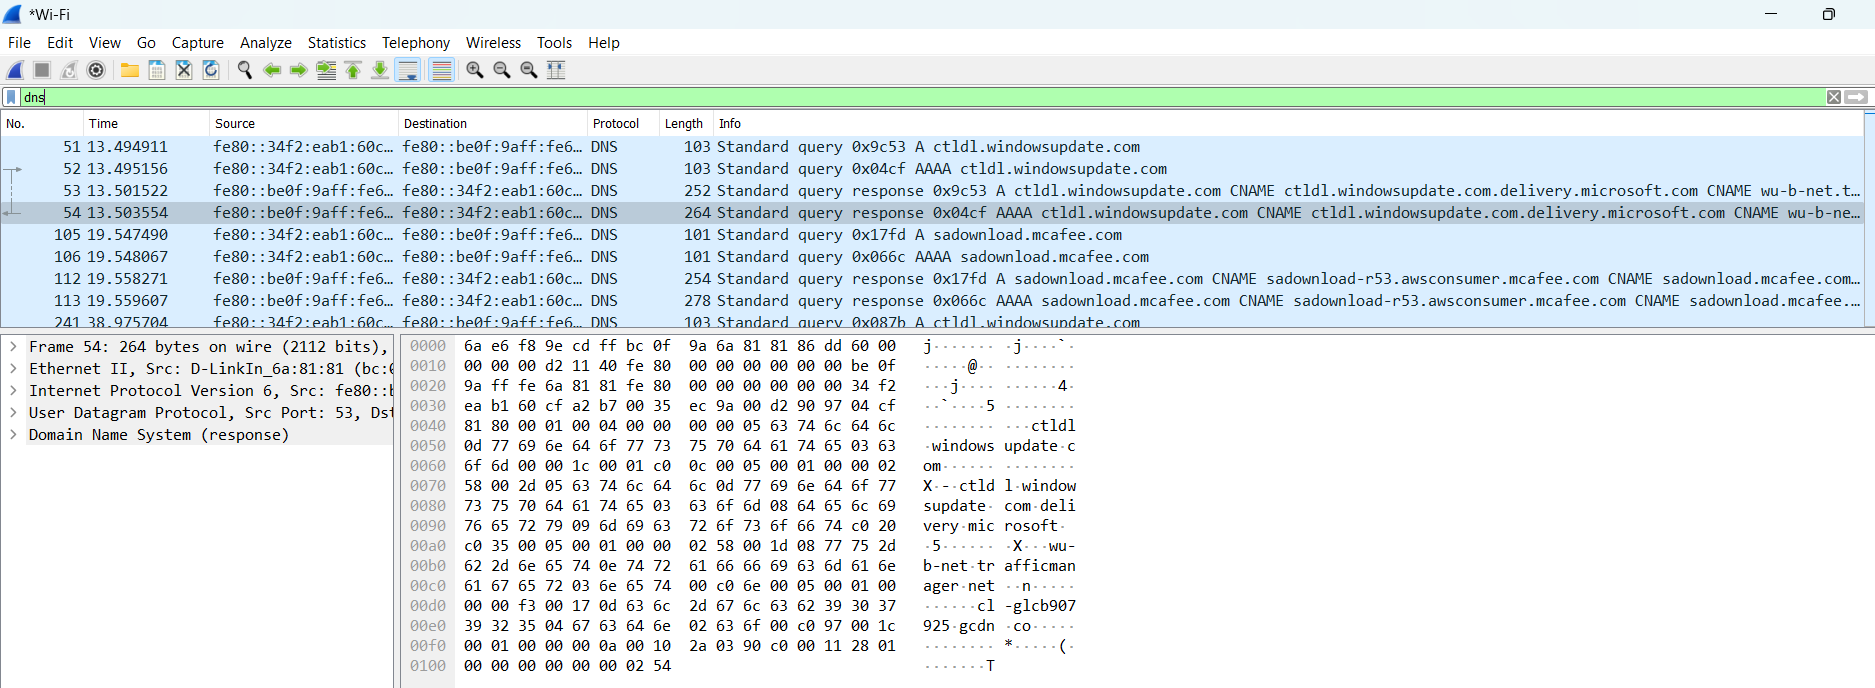 *Wi-Fi
File Edit View Go Capture Analyze Statistics Telephony Wireless Tools Help
dns
No. Time Source Destination Protocol Length Info
51 13.494911 fe80::34f2:eab1:60c… fe80::be0f:9aff:fe6… DNS 103 Standard query 0x9c53 A ctldl.windowsupdate.com
52 13.495156 fe80::34f2:eab1:60c… fe80::be0f:9aff:fe6… DNS 103 Standard query 0x04cf AAAA ctldl.windowsupdate.com
53 13.501522 fe80::be0f:9aff:fe6… fe80::34f2:eab1:60c… DNS 252 Standard query response 0x9c53 A ctldl.windowsupdate.com CNAME ctldl.windowsupdate.com.delivery.microsoft.com CNAME wu-b-net.t…
54 13.503554 fe80::be0f:9aff:fe6… fe80::34f2:eab1:60c… DNS 264 Standard query response 0x04cf AAAA ctldl.windowsupdate.com CNAME ctldl.windowsupdate.com.delivery.microsoft.com CNAME wu-b-ne…
105 19.547490 fe80::34f2:eab1:60c… fe80::be0f:9aff:fe6… DNS 101 Standard query 0x17fd A sadownload.mcafee.com
106 19.548067 fe80::34f2:eab1:60c… fe80::be0f:9aff:fe6… DNS 101 Standard query 0x066c AAAA sadownload.mcafee.com
112 19.558271 fe80::be0f:9aff:fe6… fe80::34f2:eab1:60c… DNS 254 Standard query response 0x17fd A sadownload.mcafee.com CNAME sadownload-r53.awsconsumer.mcafee.com CNAME sadownload.mcafee.com…
113 19.559607 fe80::be0f:9aff:fe6… fe80::34f2:eab1:60c… DNS 278 Standard query response 0x066c AAAA sadownload.mcafee.com CNAME sadownload-r53.awsconsumer.mcafee.com CNAME sadownload.mcafee.…
241 38.975704 fe80::34f2:eab1:60c… fe80::be0f:9aff:fe6… DNS 103 Standard query 0x087b A ctldl.windowsupdate.com
Frame 54: 264 bytes on wire (2112 bits),
Ethernet II, Src: D-LinkIn_6a:81:81 (bc:0
Internet Protocol Version 6, Src: fe80::b
User Datagram Protocol, Src Port: 53, Dst
Domain Name System (response)
0000 6a e6 f8 9e cd ff bc 0f 9a 6a 81 81 86 dd 60 00 j······· ·j····`·
0010 00 00 00 d2 11 40 fe 80 00 00 00 00 00 00 be 0f ·····@·· ········
0020 9a ff fe 6a 81 81 fe 80 00 00 00 00 00 00 34 f2 ···j···· ······4·
0030 ea b1 60 cf a2 b7 00 35 ec 9a 00 d2 90 97 04 cf ··`····5 ········
0040 81 80 00 01 00 04 00 00 00 00 05 63 74 6c 64 6c ········ ···ctldl
0050 0d 77 69 6e 64 6f 77 73 75 70 64 61 74 65 03 63 ·windows update·c
0060 6f 6d 00 00 1c 00 01 c0 0c 00 05 00 01 00 00 02 om······ ········
0070 58 00 2d 05 63 74 6c 64 6c 0d 77 69 6e 64 6f 77 X·-·ctld l·window
0080 73 75 70 64 61 74 65 03 63 6f 6d 08 64 65 6c 69 supdate· com·deli
0090 76 65 72 79 09 6d 69 63 72 6f 73 6f 66 74 c0 20 very·mic rosoft·
00a0 c0 35 00 05 00 01 00 00 02 58 00 1d 08 77 75 2d ·5······ ·X···wu-
00b0 62 2d 6e 65 74 0e 74 72 61 66 66 69 63 6d 61 6e b-net·tr afficman
00c0 61 67 65 72 03 6e 65 74 00 c0 6e 00 05 00 01 00 ager·net ··n·····
00d0 00 00 f3 00 17 0d 63 6c 2d 67 6c 63 62 39 30 37 ······cl -glcb907
00e0 39 32 35 04 67 63 64 6e 02 63 6f 00 c0 97 00 1c 925·gcdn ·co·····
00f0 00 01 00 00 00 0a 00 10 2a 03 90 c0 00 11 28 01 ········ *·····(·
0100 00 00 00 00 00 00 02 54 ·······T